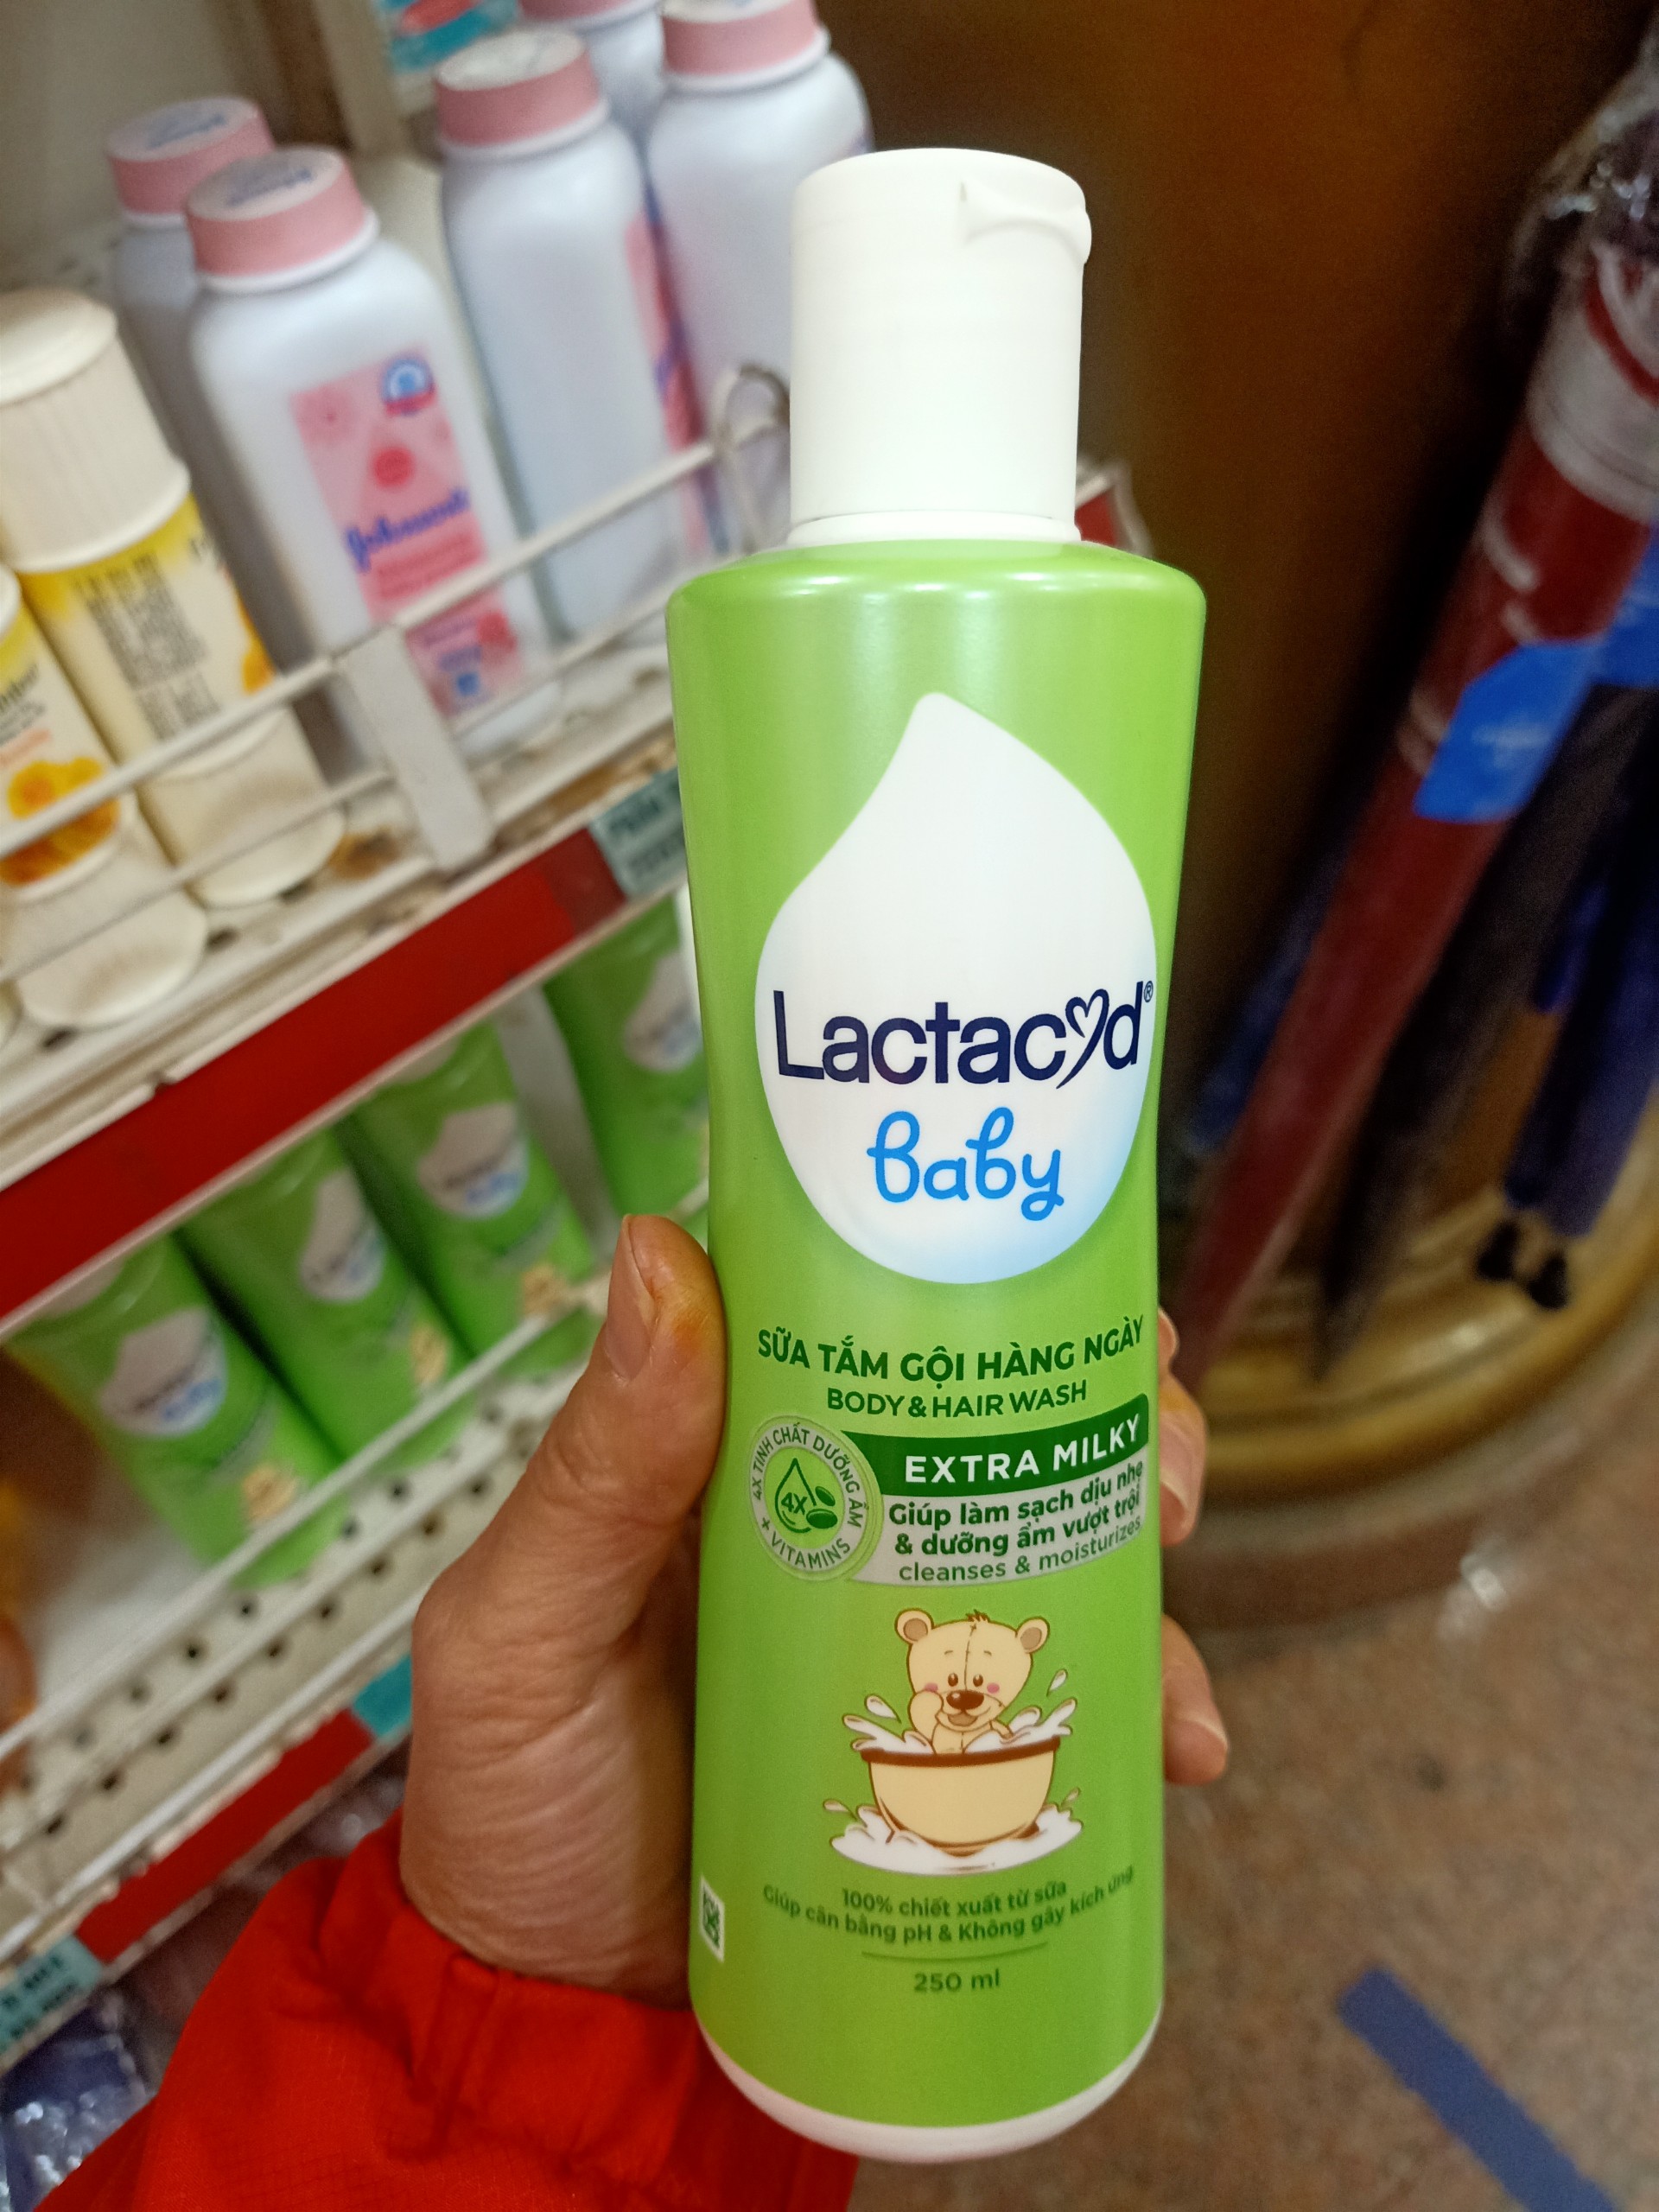 Johnson's
Lactacyd®
baby
SỮA TẮM GỘI HÀNG NGÀY
BODY & HAIR WASH
EXTRA MILKY
4X TINH CHẤT DƯỠNG ẨM
+ VITAMINS
4X
Giúp làm sạch dịu nhẹ
& dưỡng ẩm vượt trội
cleanses & moisturizes
100% chiết xuất từ sữa
Giúp cân bằng pH & Không gây kích ứng
250 ml